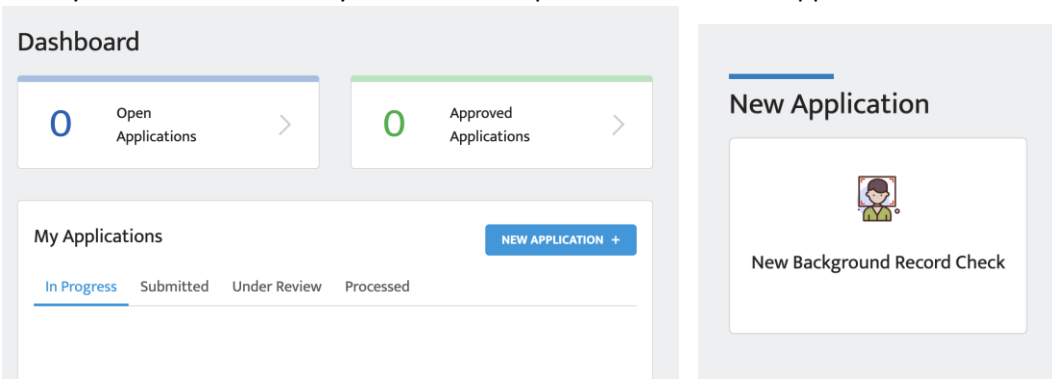 Dashboard
0
Open
Applications
0
Approved
Applications
My Applications
NEW APPLICATION +
In Progress Submitted Under Review Processed
New Application
New Background Record Check